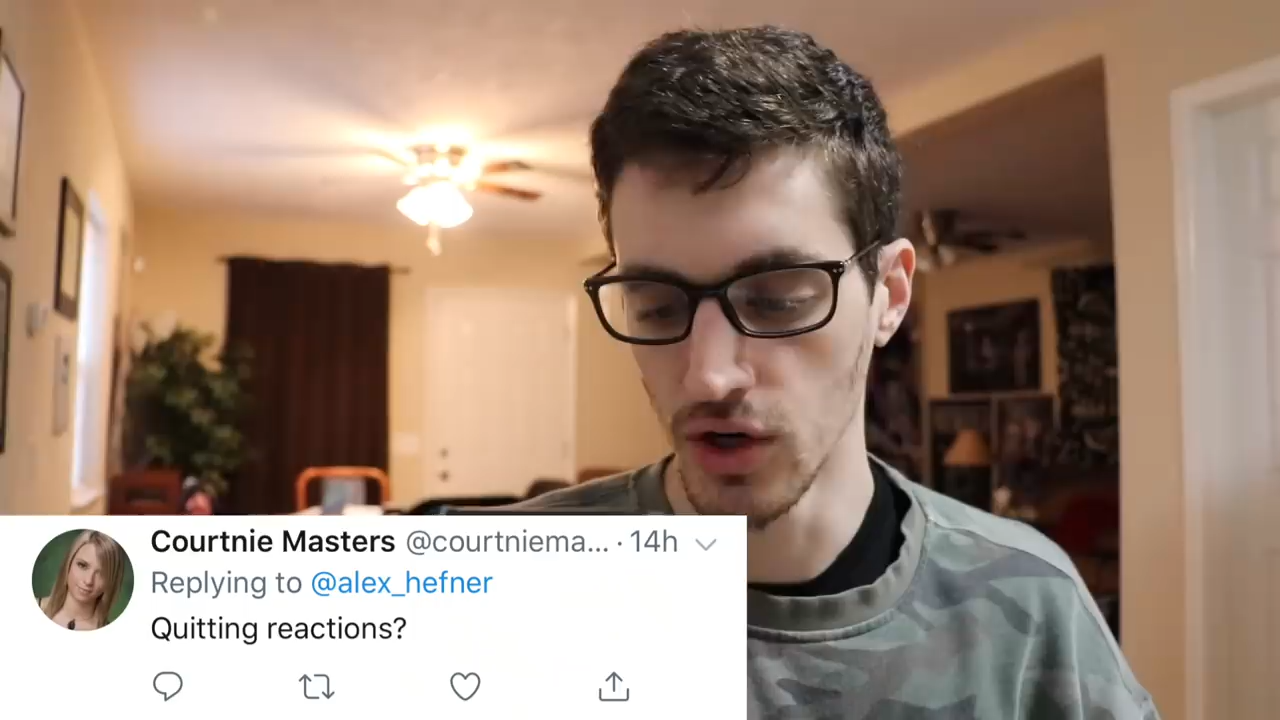 Courtnie Masters @courtniema... · 14h
Replying to @alex_hefner
Quitting reactions?